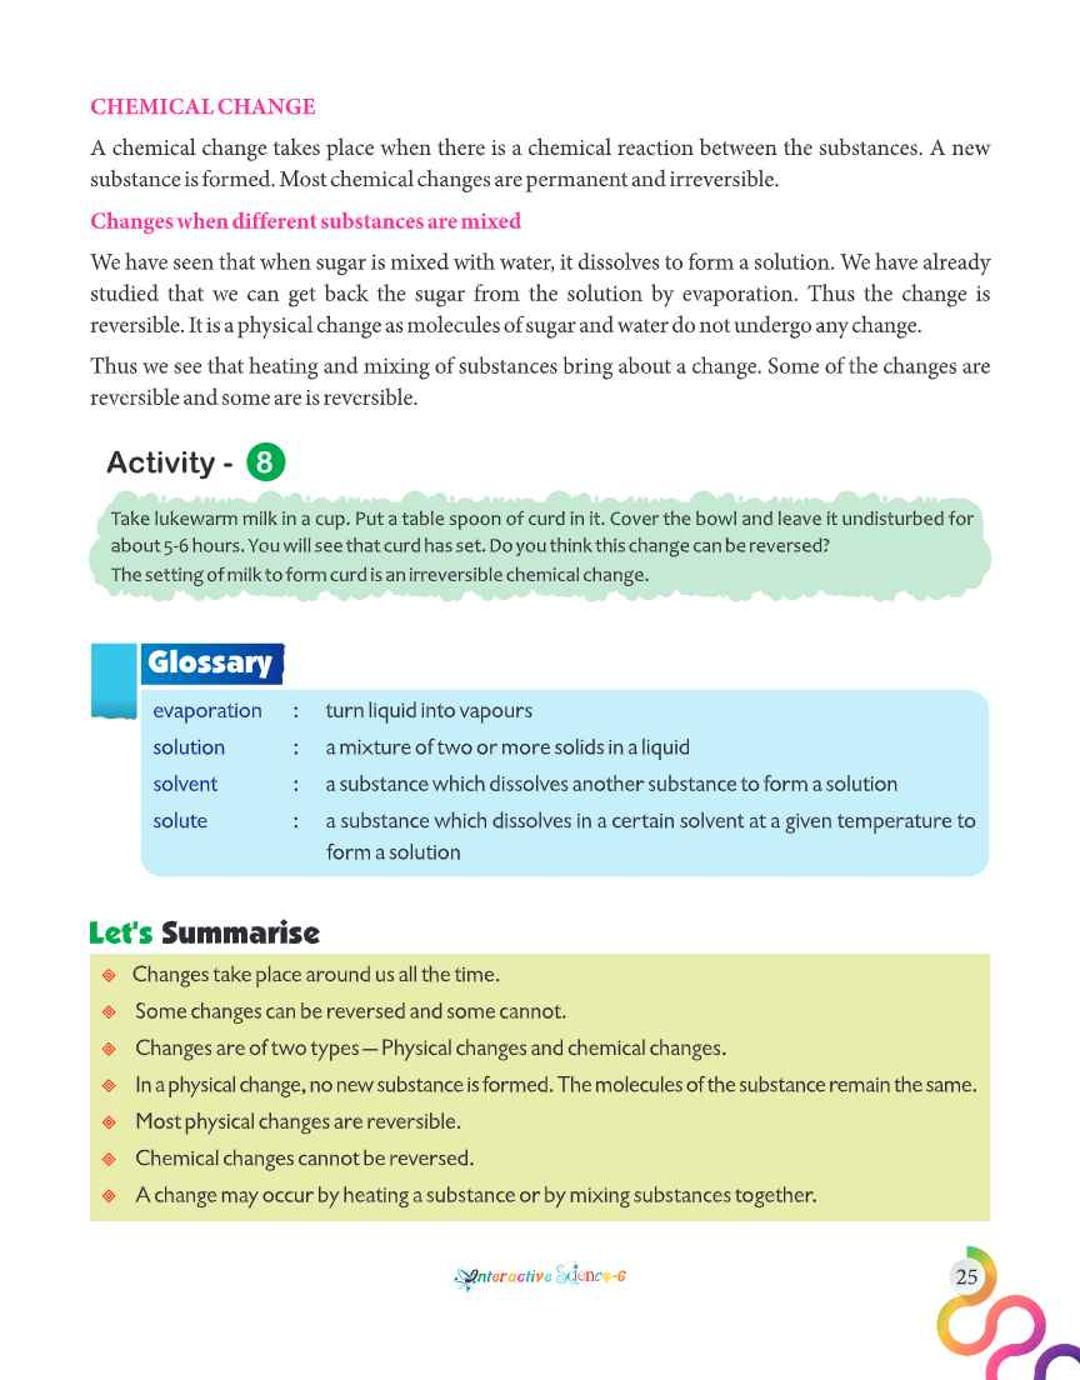 CHEMICAL CHANGE
A chemical change takes place when there is a chemical reaction between the substances. A new
substance is formed. Most chemical changes are permanent and irreversible.
Changes when different substances are mixed
We have seen that when sugar is mixed with water, it dissolves to form a solution. We have already
studied that we can get back the sugar from the solution by evaporation. Thus the change is
reversible. It is a physical change as molecules of sugar and water do not undergo any change.
Thus we see that heating and mixing of substances bring about a change. Some of the changes are
reversible and some are is reversible.
Activity - 8
Take lukewarm milk in a cup. Put a table spoon of curd in it. Cover the bowl and leave it undisturbed for
about 5-6 hours. You will see that curd has set. Do you think this change can be reversed?
The setting of milk to form curd is an irreversible chemical change.
Glossary
evaporation : turn liquid into vapours
solution : a mixture of two or more solids in a liquid
solvent : a substance which dissolves another substance to form a solution
solute : a substance which dissolves in a certain solvent at a given temperature to
form a solution
Let's Summarise
Changes take place around us all the time.
Some changes can be reversed and some cannot.
Changes are of two types – Physical changes and chemical changes.
In a physical change, no new substance is formed. The molecules of the substance remain the same.
Most physical changes are reversible.
Chemical changes cannot be reversed.
A change may occur by heating a substance or by mixing substances together.
Interactive Science-6
25